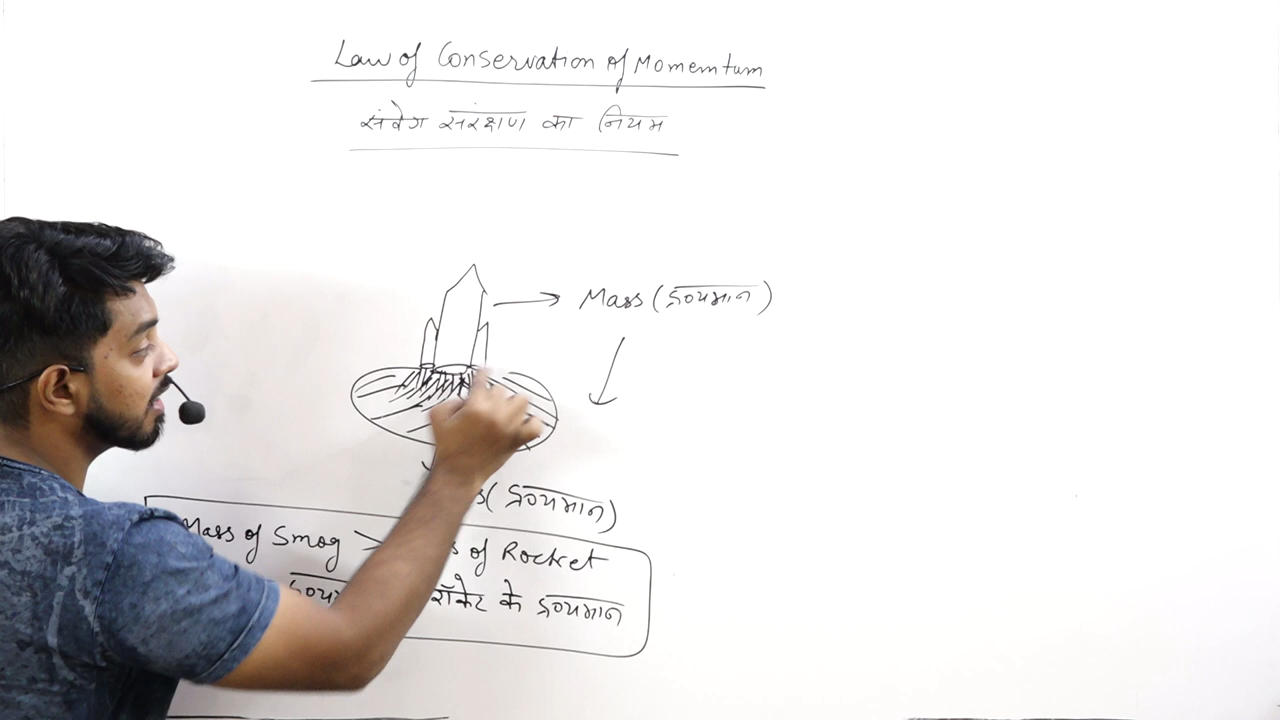 Law of Conservation of Momemtum
संवेग संरक्षण का नियम
Mass (द्रव्यमान)
(द्रव्यमान)
Mass of Smog > of Rocket
रॉकेट के द्रव्यमान